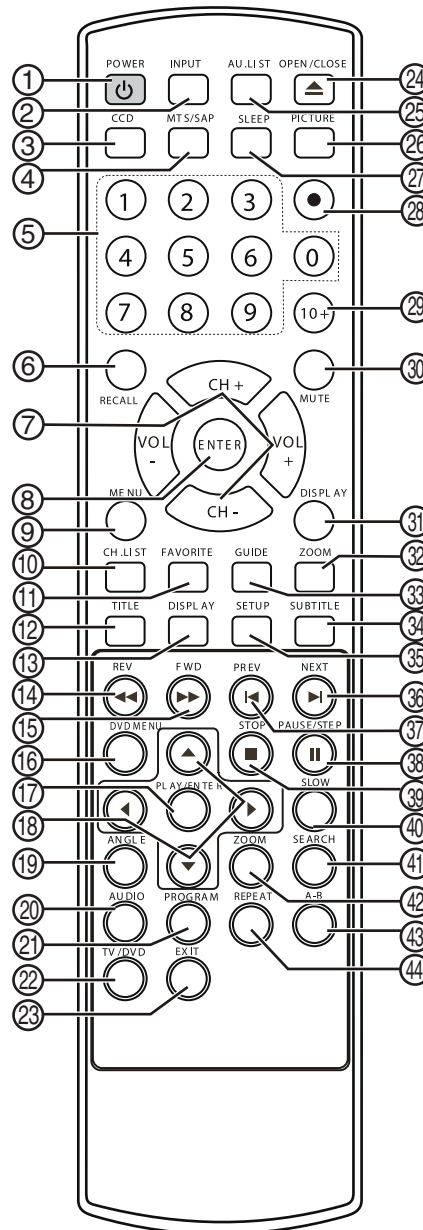 POWER INPUT AU.LIST OPEN/CLOSE
1 24
2 25
CCD MTS/SAP SLEEP PICTURE
3 26
4 27
1 2 3 28
5
4 5 6 0
7 8 9 10+ 29
6 30
RECALL CH + MUTE
7
VOL - ENTER VOL +
8
MENU CH - DISPLAY
9 31
CH.LIST FAVORITE GUIDE ZOOM
10 32
11 33
TITLE DISPLAY SETUP SUBTITLE
12 34
13 35
REV FWD PREV NEXT
14 36
15 37
DVD MENU STOP PAUSE/STEP
16 38
17 39
PLAY/ENTER SLOW
18 40
ANGLE ZOOM SEARCH
19 41
42
AUDIO PROGRAM REPEAT A-B
20 43
21 44
TV/DVD EXIT
22
23